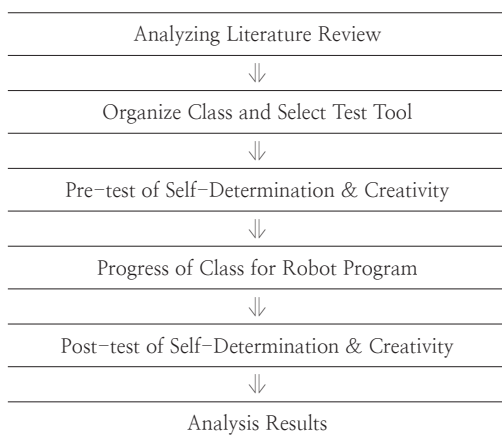 Analyzing Literature Review
⇓
Organize Class and Select Test Tool
⇓
Pre-test of Self-Determination & Creativity
⇓
Progress of Class for Robot Program
⇓
Post-test of Self-Determination & Creativity
⇓
Analysis Results